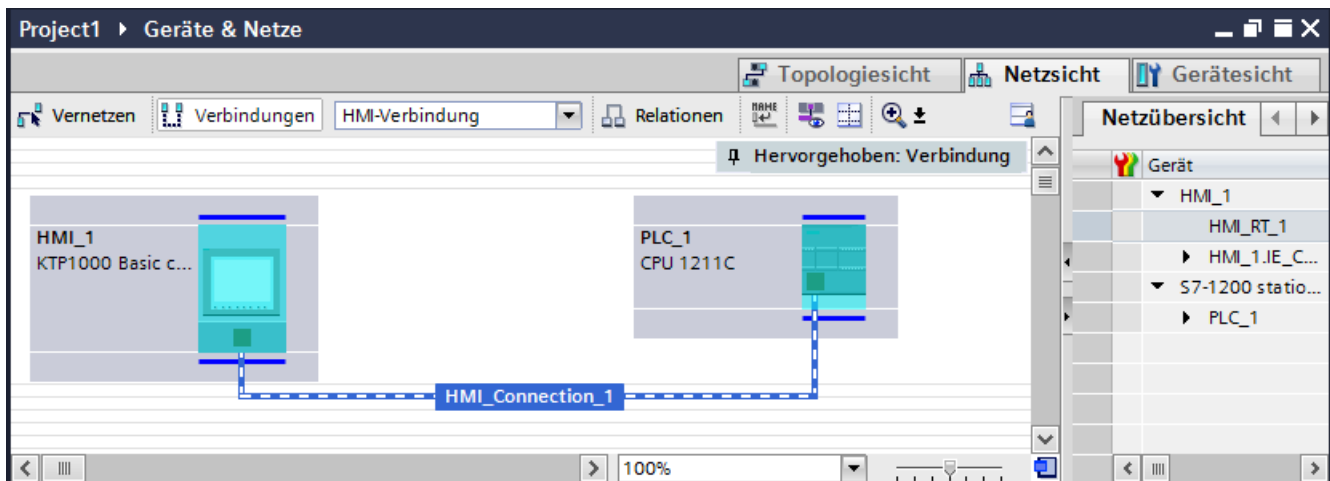 Project1 ▸ Geräte & Netze
Topologiesicht Netzsicht Gerätesicht
Vernetzen Verbindungen HMI-Verbindung Relationen NAME Netzübersicht
Hervorgehoben: Verbindung
Gerät
HMI_1
KTP1000 Basic c...
PLC_1
CPU 1211C
HMI_Connection_1
HMI_1
HMI_RT_1
HMI_1.IE_C...
S7-1200 statio...
PLC_1
100%